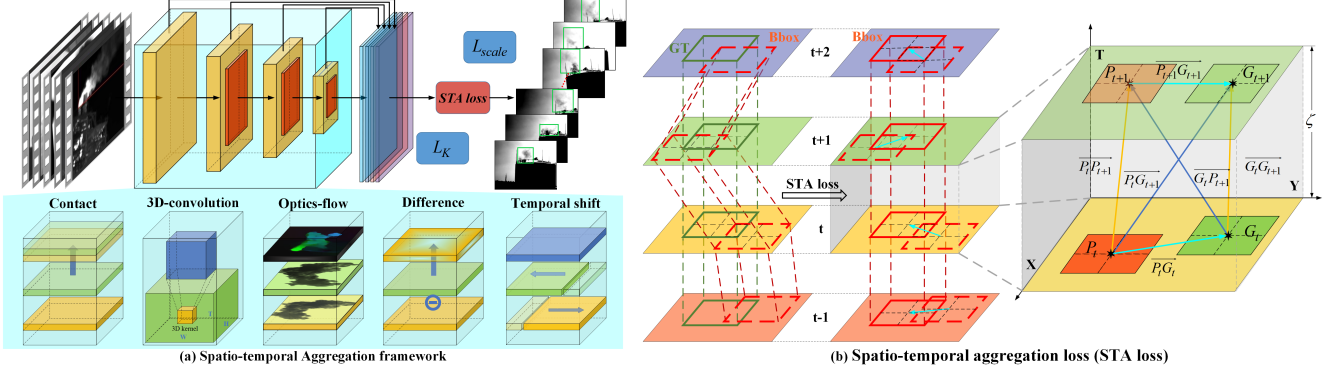 L_scale
STA loss
L_K
Contact
3D-convolution
Optics-flow
Difference
Temporal shift
3D kernel
T
H
W
(a) Spatio-temporal Aggregation framework
GT
Bbox
t+2
Bbox
t+1
STA loss
t
t-1
T
P_{t+1}
P_{t+1}G_{t+1}
G_{t+1}
ζ
P_tP_{t+1}
P_tG_{t+1}
G_tP_{t+1}
G_tG_{t+1}
Y
X
P_t
G_t
P_tG_t
(b) Spatio-temporal aggregation loss (STA loss)